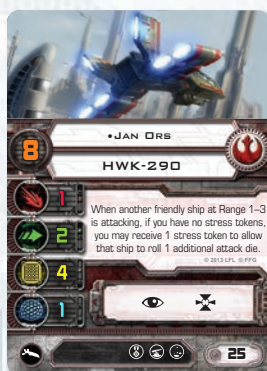 •JAN ORS
8
HWK-290
1
2
4
1
When another friendly ship at Range 1–3
is attacking, if you have no stress tokens,
you may receive 1 stress token to allow
that ship to roll 1 additional attack die.
© 2013 LFL © FFG
25